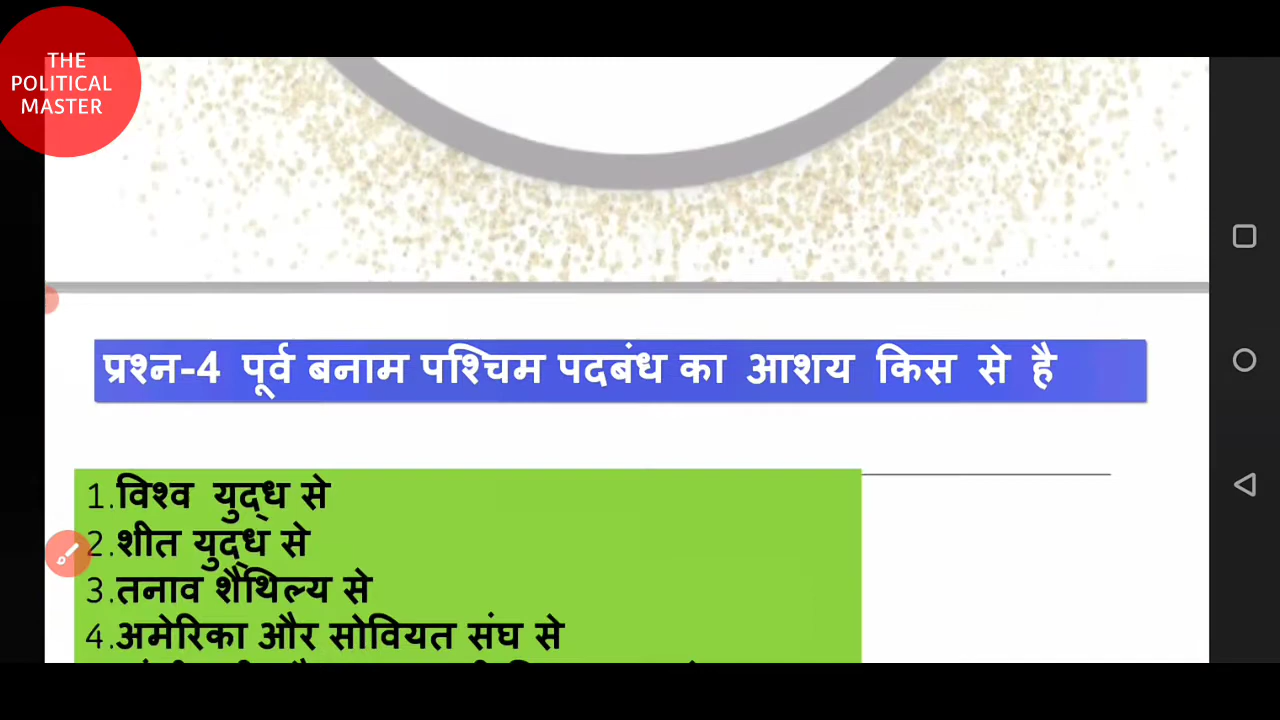 THE
POLITICAL
MASTER
प्रश्न-4 पूर्व बनाम पश्चिम पदबंध का आशय किस से है
1.विश्व युद्ध से
2.शीत युद्ध से
3.तनाव शैथिल्य से
4.अमेरिका और सोवियत संघ से